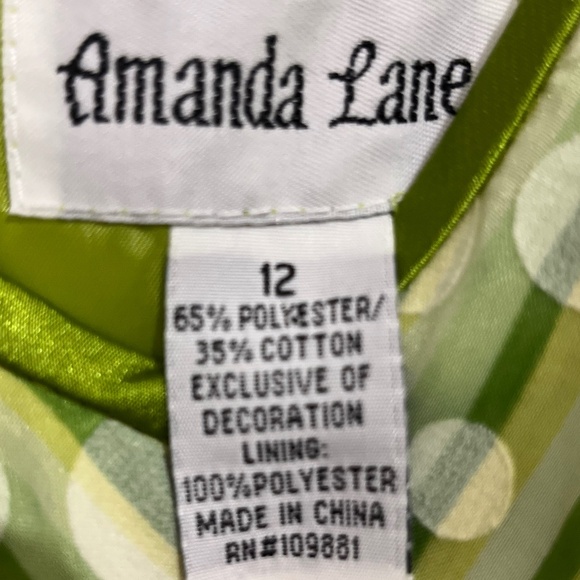 Amanda Lane
12
65% POLYESTER/
35% COTTON
EXCLUSIVE OF
DECORATION
LINING:
100%POLYESTER
MADE IN CHINA
RN#109881